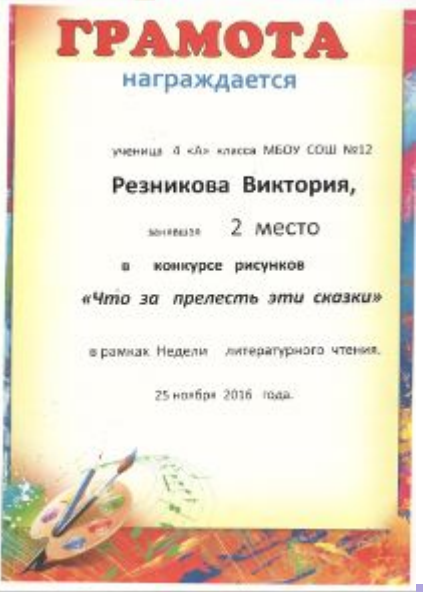 ГРАМОТА
награждается
ученица 4 «А» класса МБОУ СОШ №12
Резникова Виктория,
занявшая 2 место
в конкурсе рисунков
«Что за прелесть эти сказки»
в рамках Недели литературного чтения.
25 ноября 2016 года.